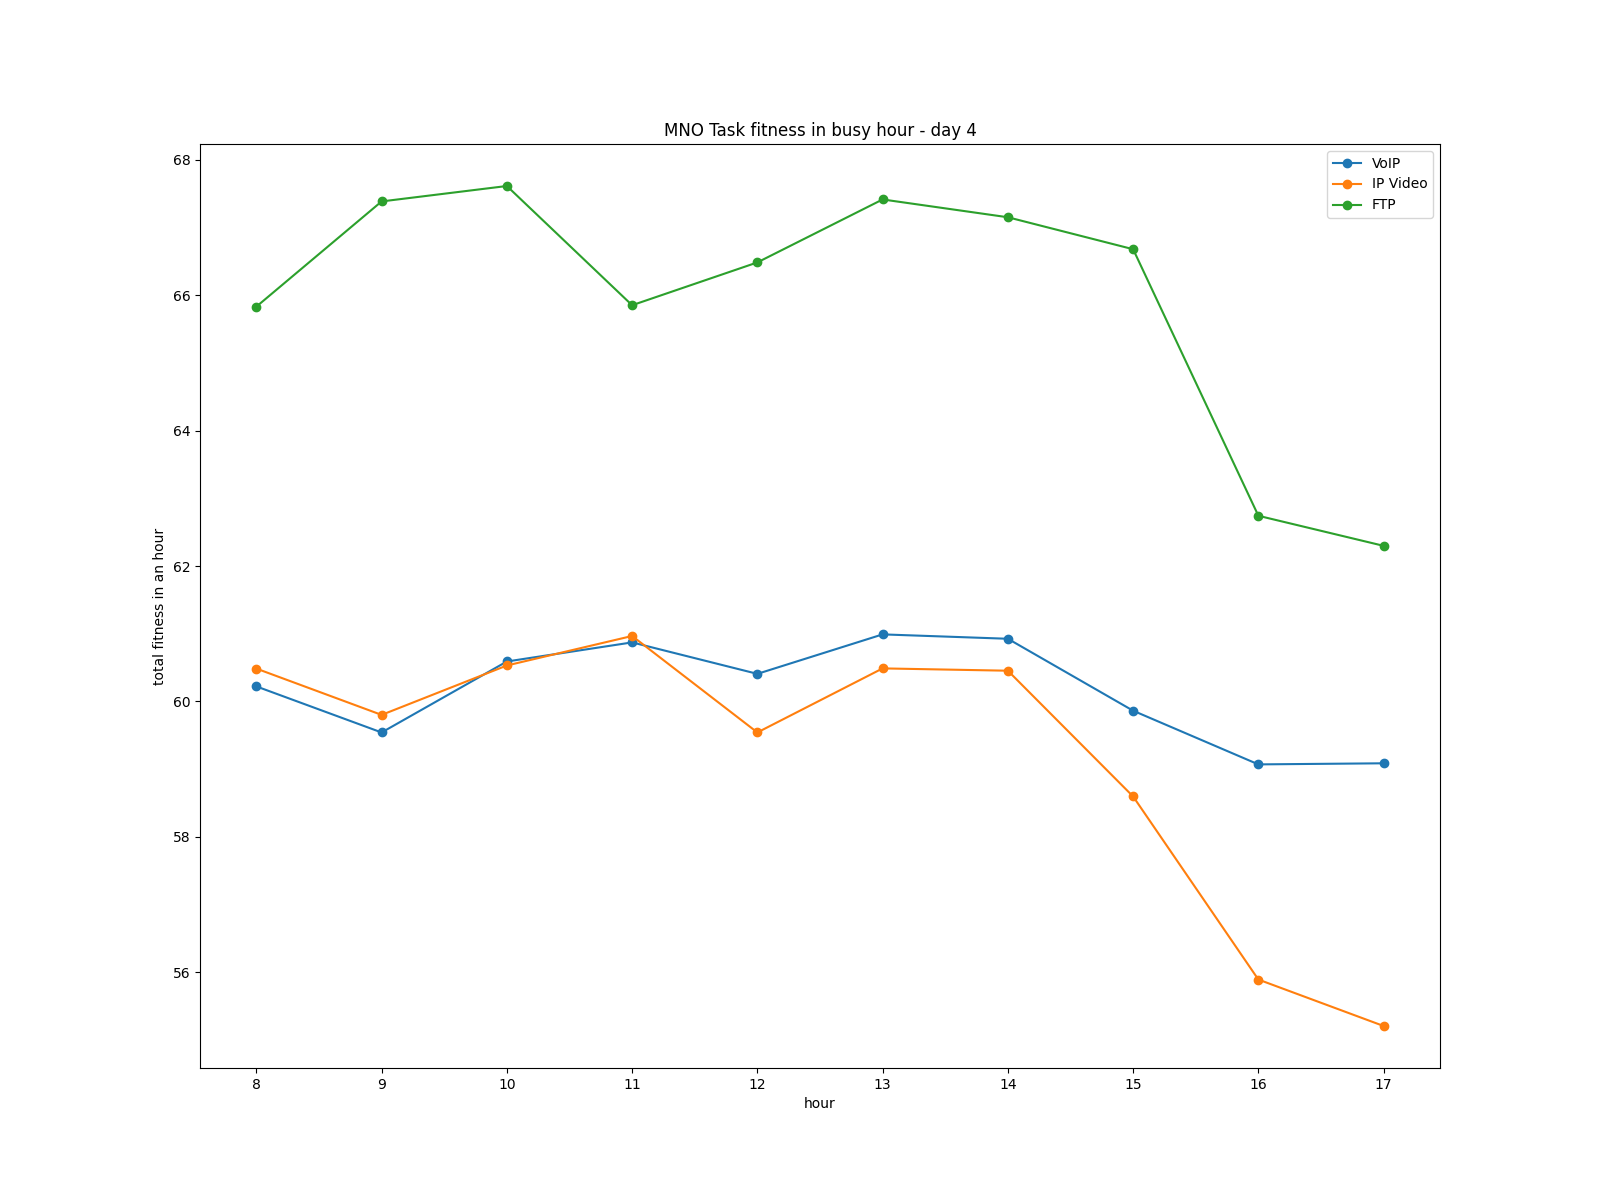 MNO Task fitness in busy hour - day 4
VoIP
IP Video
FTP
total fitness in an hour
68
66
64
62
60
58
56
8 9 10 11 12 13 14 15 16 17
hour